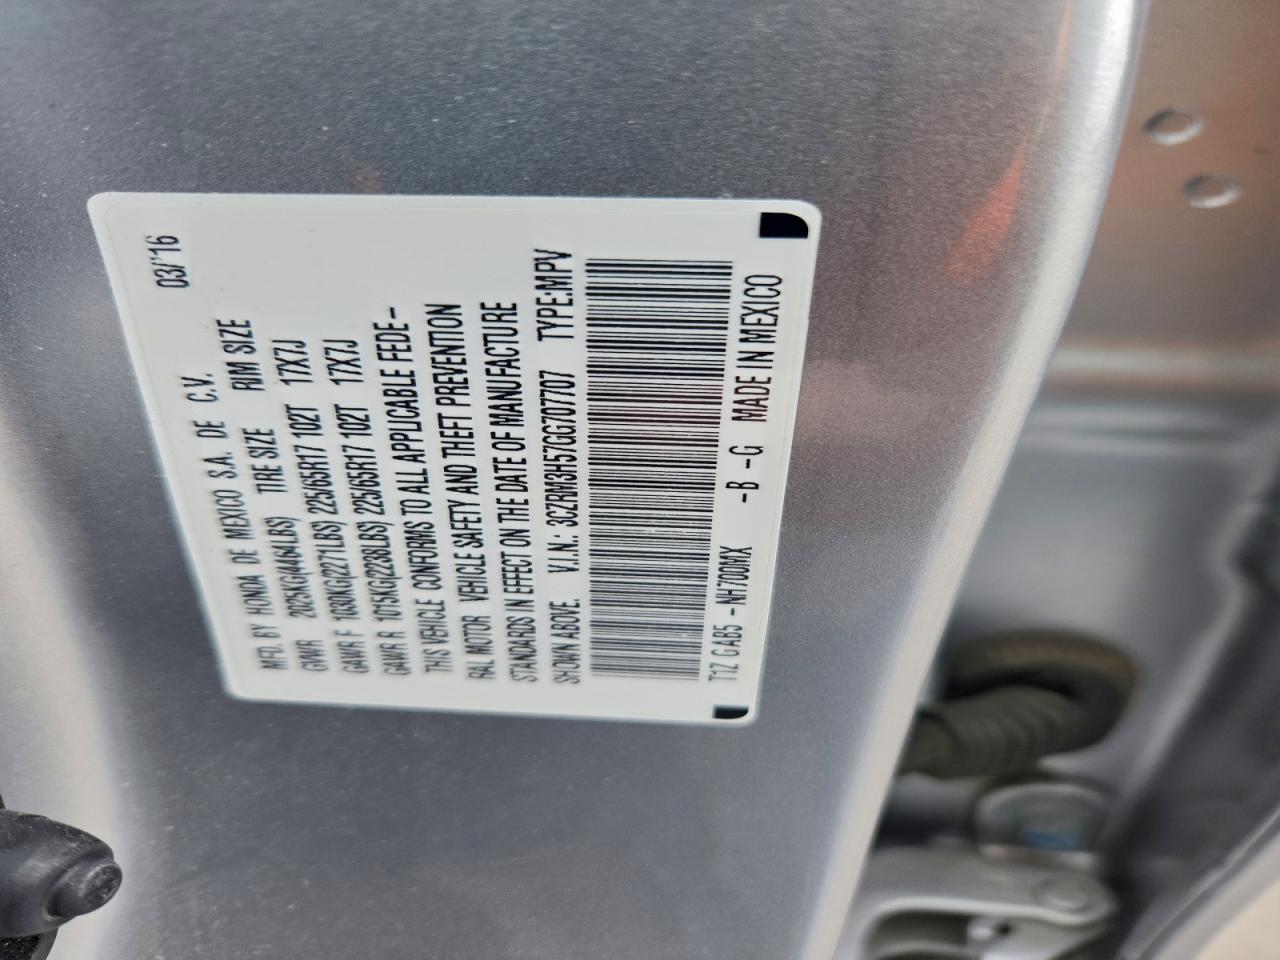 MFD. BY HONDA DE MEXICO S.A. DE C.V. 03/'16
GVWR 2025KG(4464LBS) TIRE SIZE RIM SIZE
GAWR F 1030KG(2271LBS) 225/65R17 102T 17X7J
GAWR R 1015KG(2238LBS) 225/65R17 102T 17X7J
THIS VEHICLE CONFORMS TO ALL APPLICABLE FEDE-
RAL MOTOR VEHICLE SAFETY AND THEFT PREVENTION
STANDARDS IN EFFECT ON THE DATE OF MANUFACTURE
SHOWN ABOVE. V.I.N.: 3CZRM3H57GG707707 TYPE:MPV
T1Z G AB5 -NH700MX -B -G MADE IN MEXICO